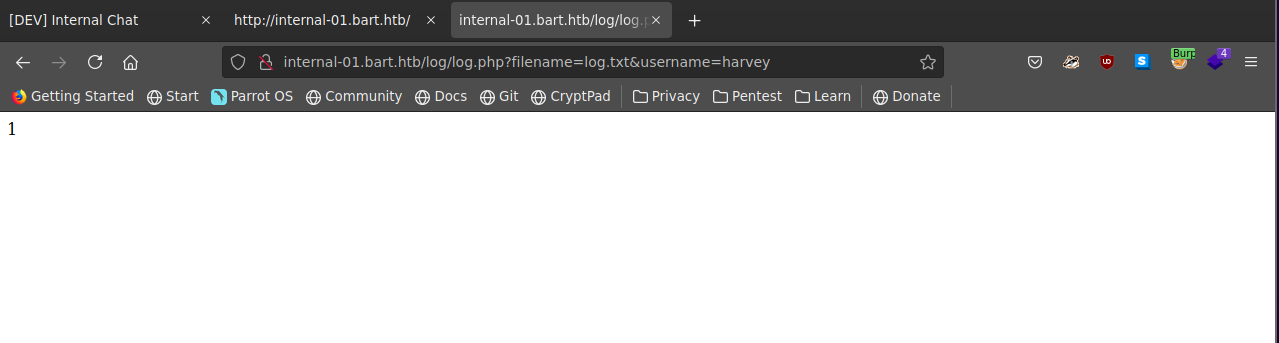 [DEV] Internal Chat
http://internal-01.bart.htb/
internal-01.bart.htb/log/log.p
internal-01.bart.htb/log/log.php?filename=log.txt&username=harvey
Burp
4
Getting Started
Start
Parrot OS
Community
Docs
Git
CryptPad
Privacy
Pentest
Learn
Donate
1